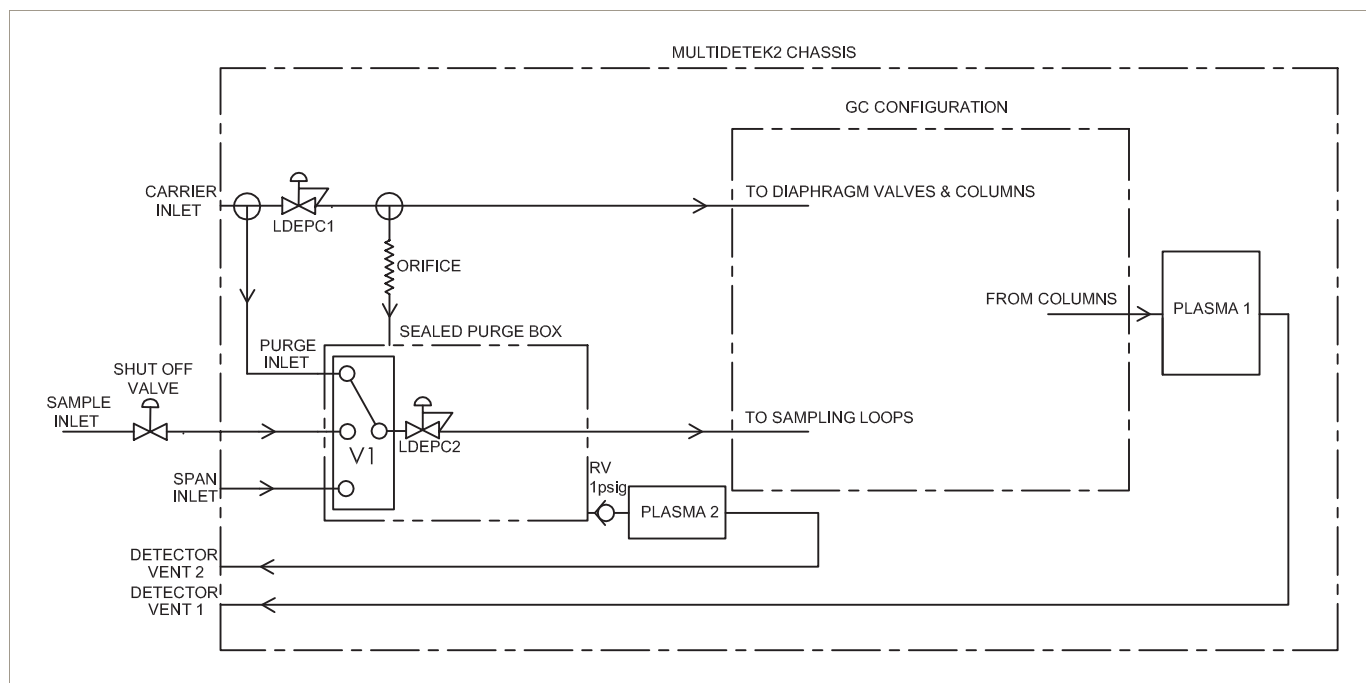 MULTIDETEK2 CHASSIS
GC CONFIGURATION
CARRIER
INLET
LDEPC1
TO DIAPHRAGM VALVES & COLUMNS
ORIFICE
FROM COLUMNS
PLASMA 1
SEALED PURGE BOX
PURGE
INLET
SHUT OFF
VALVE
SAMPLE
INLET
V1
LDEPC2
TO SAMPLING LOOPS
SPAN
INLET
RV
1psig
PLASMA 2
DETECTOR
VENT 2
DETECTOR
VENT 1